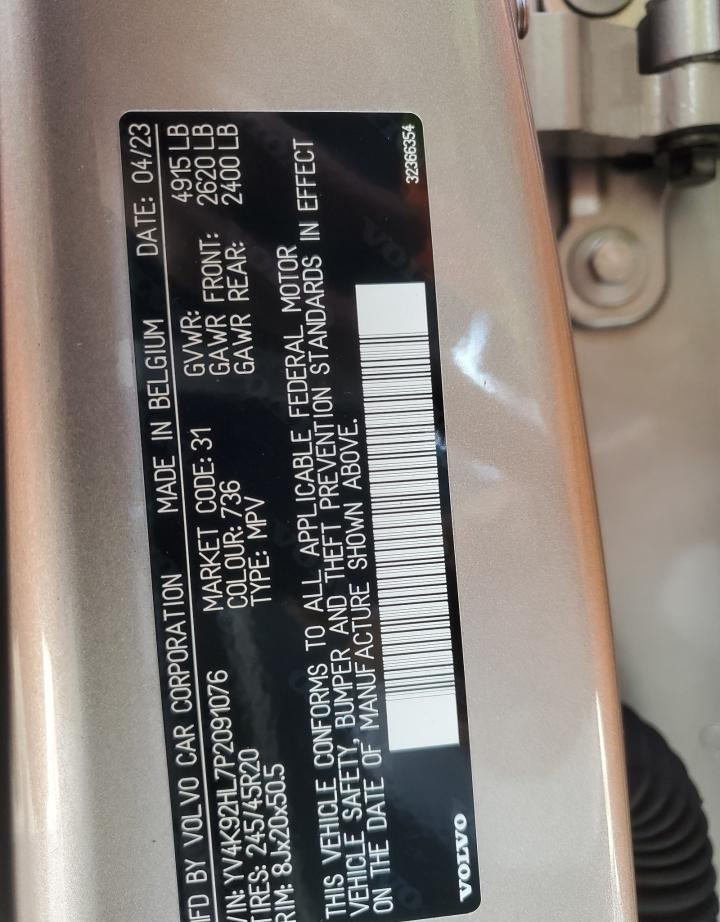 MFD BY VOLVO CAR CORPORATION MADE IN BELGIUM DATE: 04/23
VIN: YV4K92HL7P2091076 MARKET CODE: 31 GVWR: 4915 LB
TIRES: 245/45R20 COLOUR: 736 GAWR FRONT: 2620 LB
RIM: 8Jx20x50.5 TYPE: MPV GAWR REAR: 2400 LB
THIS VEHICLE CONFORMS TO ALL APPLICABLE FEDERAL MOTOR
VEHICLE SAFETY, BUMPER AND THEFT PREVENTION STANDARDS IN EFFECT
ON THE DATE OF MANUFACTURE SHOWN ABOVE.
VOLVO 32366354